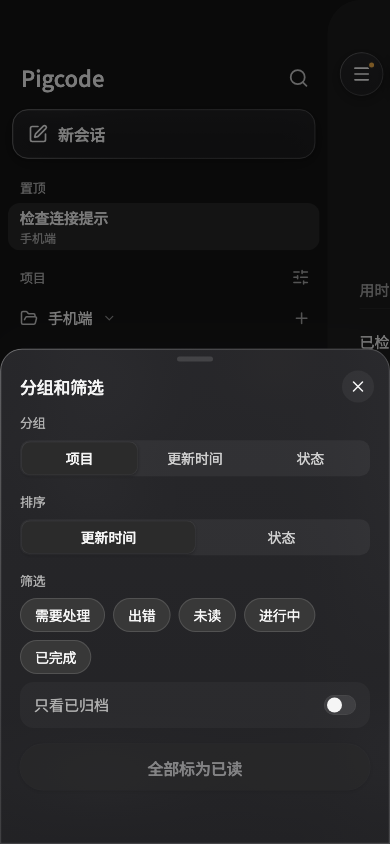 Pigcode
新会话
置顶
检查连接提示
手机端
项目
手机端
用时
已检
分组和筛选
分组
项目 更新时间 状态
排序
更新时间 状态
筛选
需要处理 出错 未读 进行中
已完成
只看已归档
全部标为已读